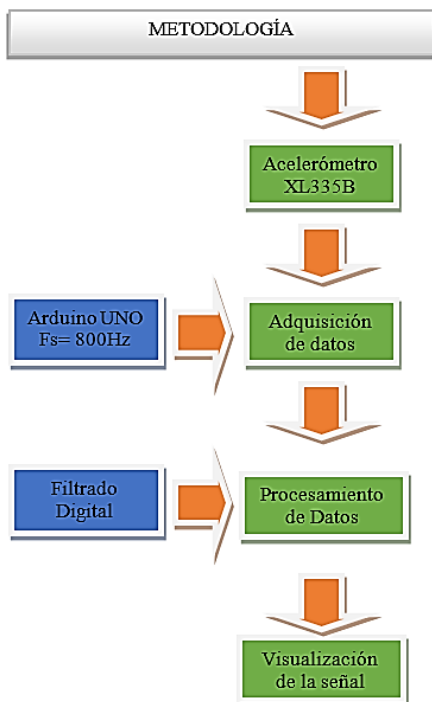 METODOLOGÍA
Acelerómetro
XL335B
Arduino UNO
Fs= 800Hz
Adquisición
de datos
Filtrado
Digital
Procesamiento
de Datos
Visualización
de la señal